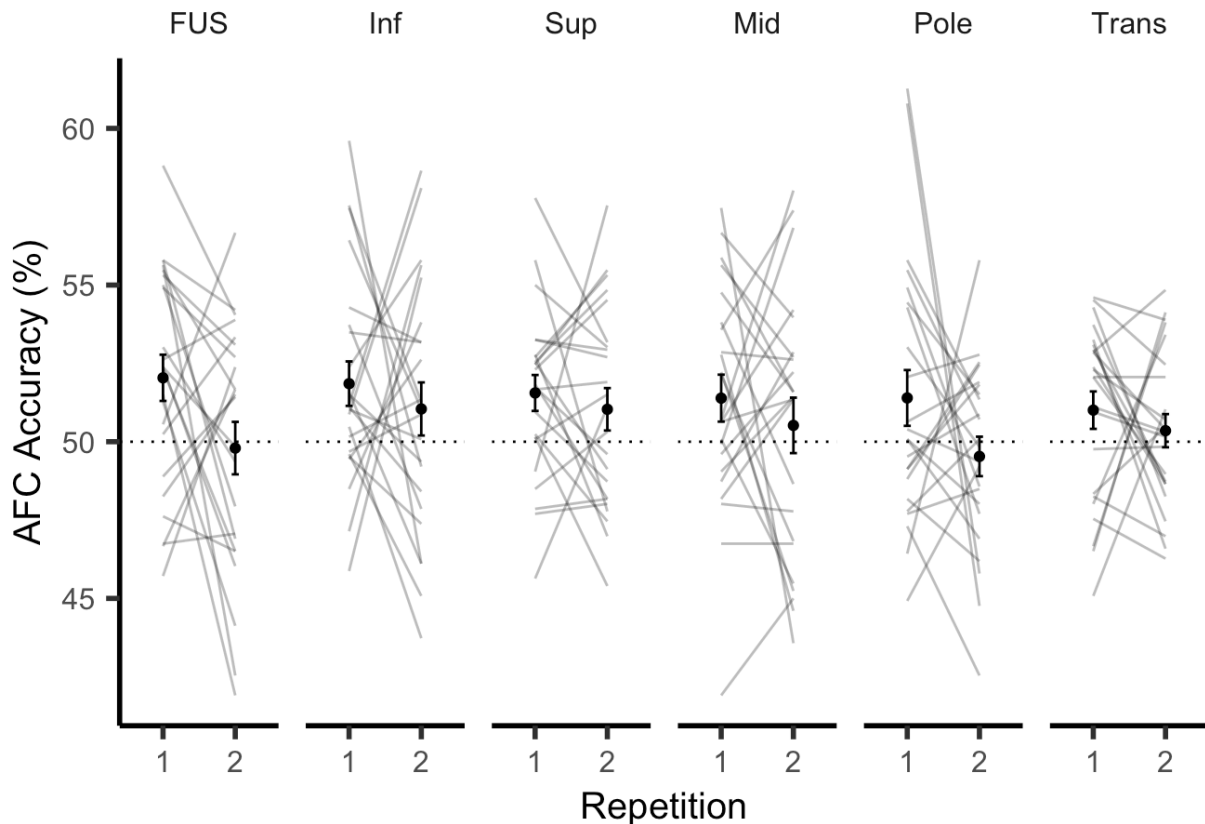 FUS Inf Sup Mid Pole Trans
AFC Accuracy (%)
60
55
50
45
1 2 1 2 1 2 1 2 1 2 1 2
Repetition